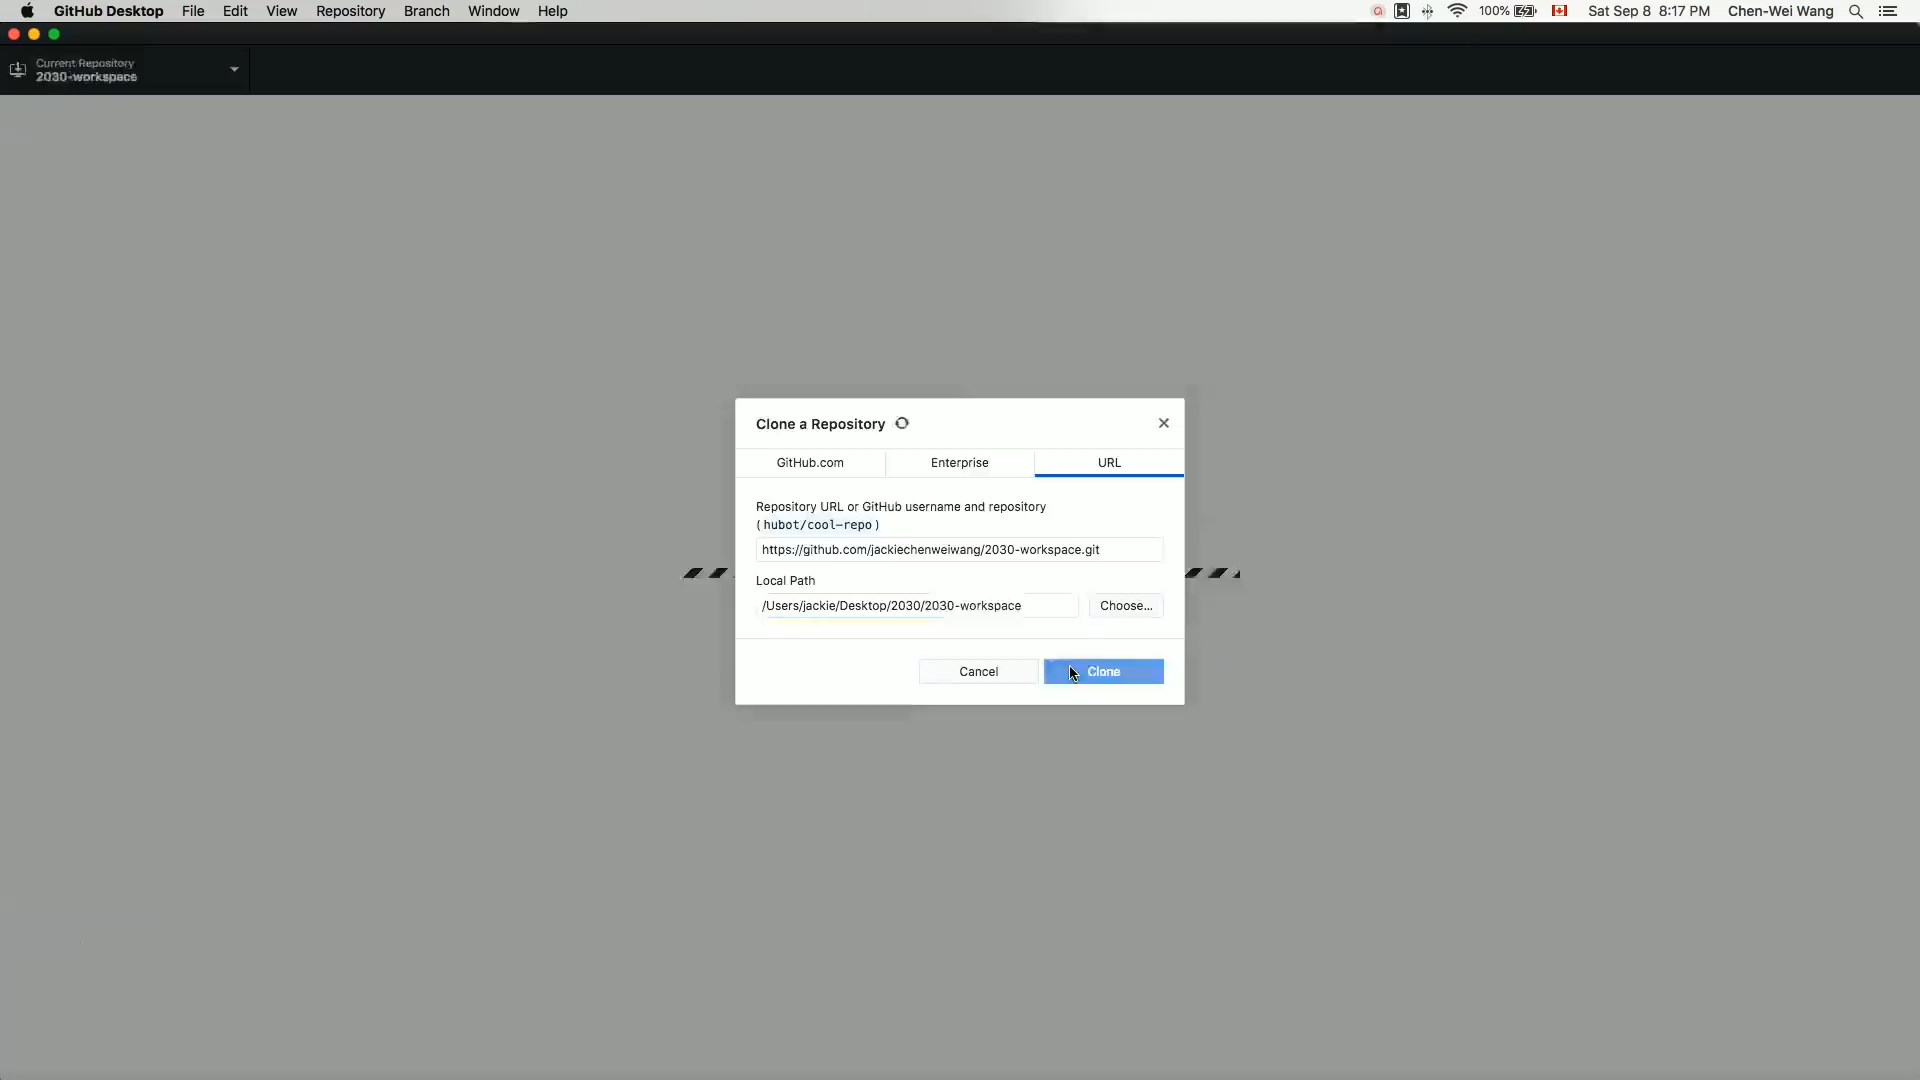 GitHub Desktop File Edit View Repository Branch Window Help 100% Sat Sep 8 8:17 PM Chen-Wei Wang
Current Repository
2030-workspace
Clone a Repository
GitHub.com Enterprise URL
Repository URL or GitHub username and repository
(hubot/cool-repo)
https://github.com/jackiechenweiwang/2030-workspace.git
Local Path
/Users/jackie/Desktop/2030/2030-workspace Choose...
Cancel Clone